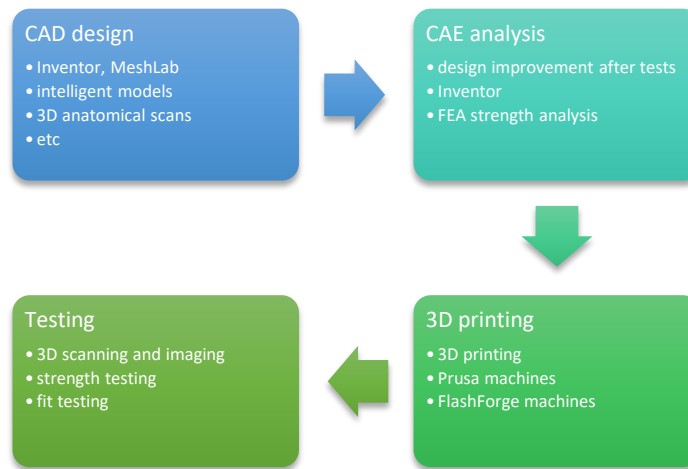 CAD design
• Inventor, MeshLab
• intelligent models
• 3D anatomical scans
• etc
CAE analysis
• design improvement after tests
• Inventor
• FEA strength analysis
3D printing
• 3D printing
• Prusa machines
• FlashForge machines
Testing
• 3D scanning and imaging
• strength testing
• fit testing